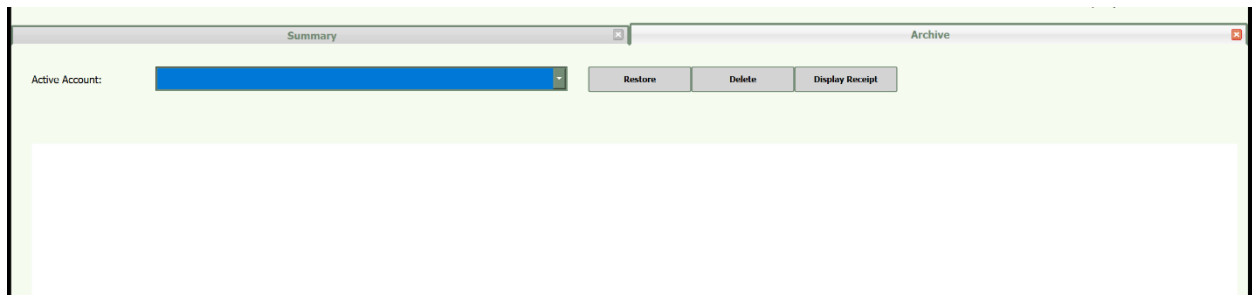 Summary
Archive
Active Account:
Restore
Delete
Display Receipt